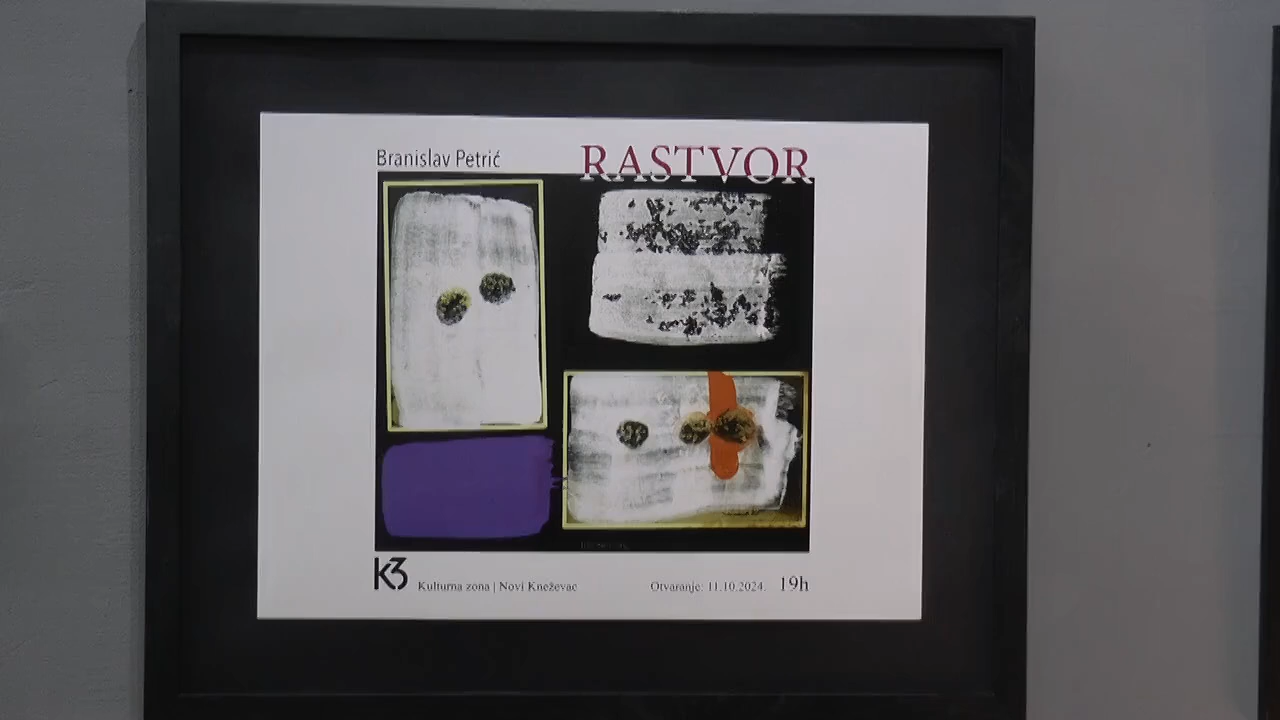 Branislav Petrić
RASTVOR
K3
Kulturna zona | Novi Kneževac
Otvaranje: 11.10.2024. 19h